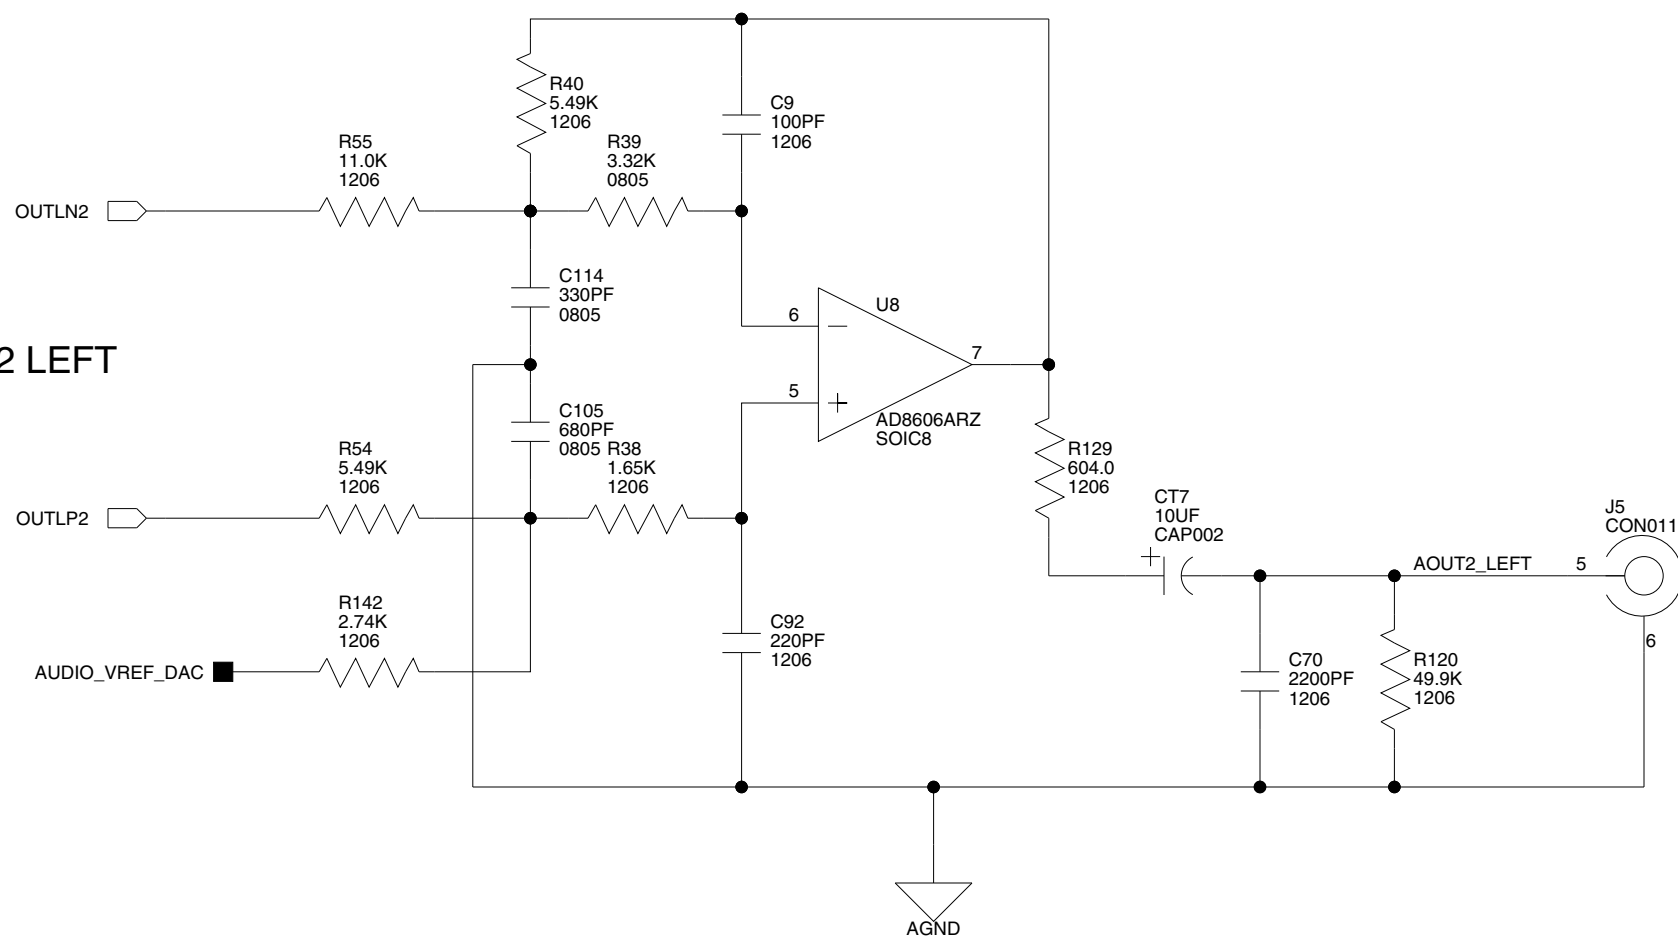 R40
5.49K
1206
C9
100PF
1206
R55
11.0K
1206
R39
3.32K
0805
OUTLN2
C114
330PF
0805
U8
6
7
2 LEFT
5
C105
680PF
0805
AD8606ARZ
SOIC8
R54
5.49K
1206
R38
1.65K
1206
R129
604.0
1206
CT7
10UF
CAP002
OUTLP2
J5
CON011
AOUT2_LEFT
5
R142
2.74K
1206
C92
220PF
1206
6
AUDIO_VREF_DAC
C70
2200PF
1206
R120
49.9K
1206
AGND